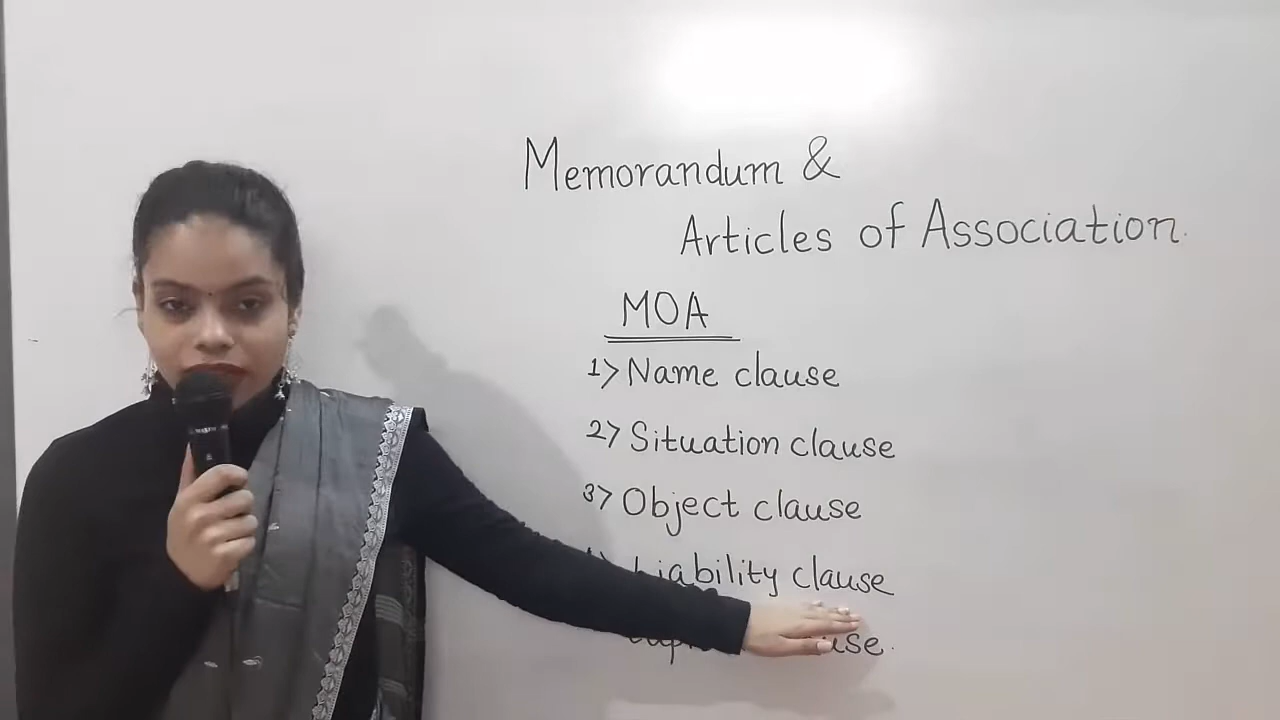 Memorandum &
Articles of Association.
MOA
1> Name clause
2> Situation clause
3> Object clause
Liability clause